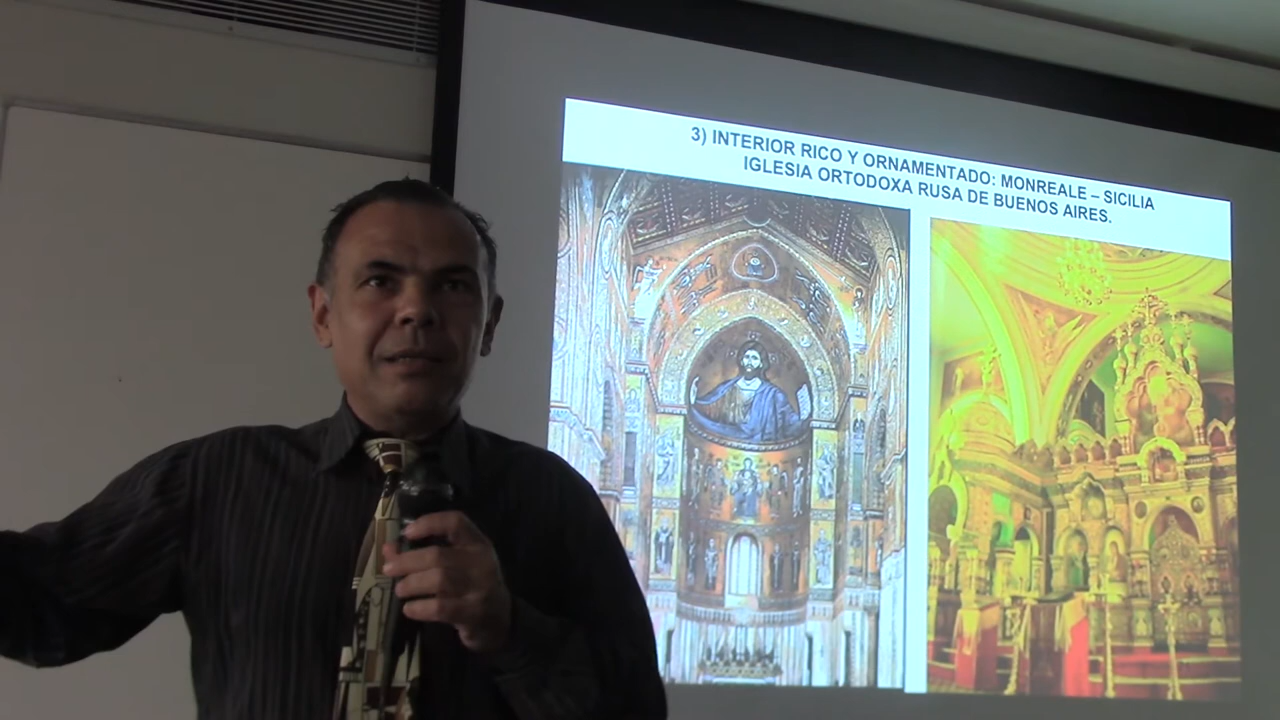 3) INTERIOR RICO Y ORNAMENTADO: MONREALE – SICILIA
IGLESIA ORTODOXA RUSA DE BUENOS AIRES.